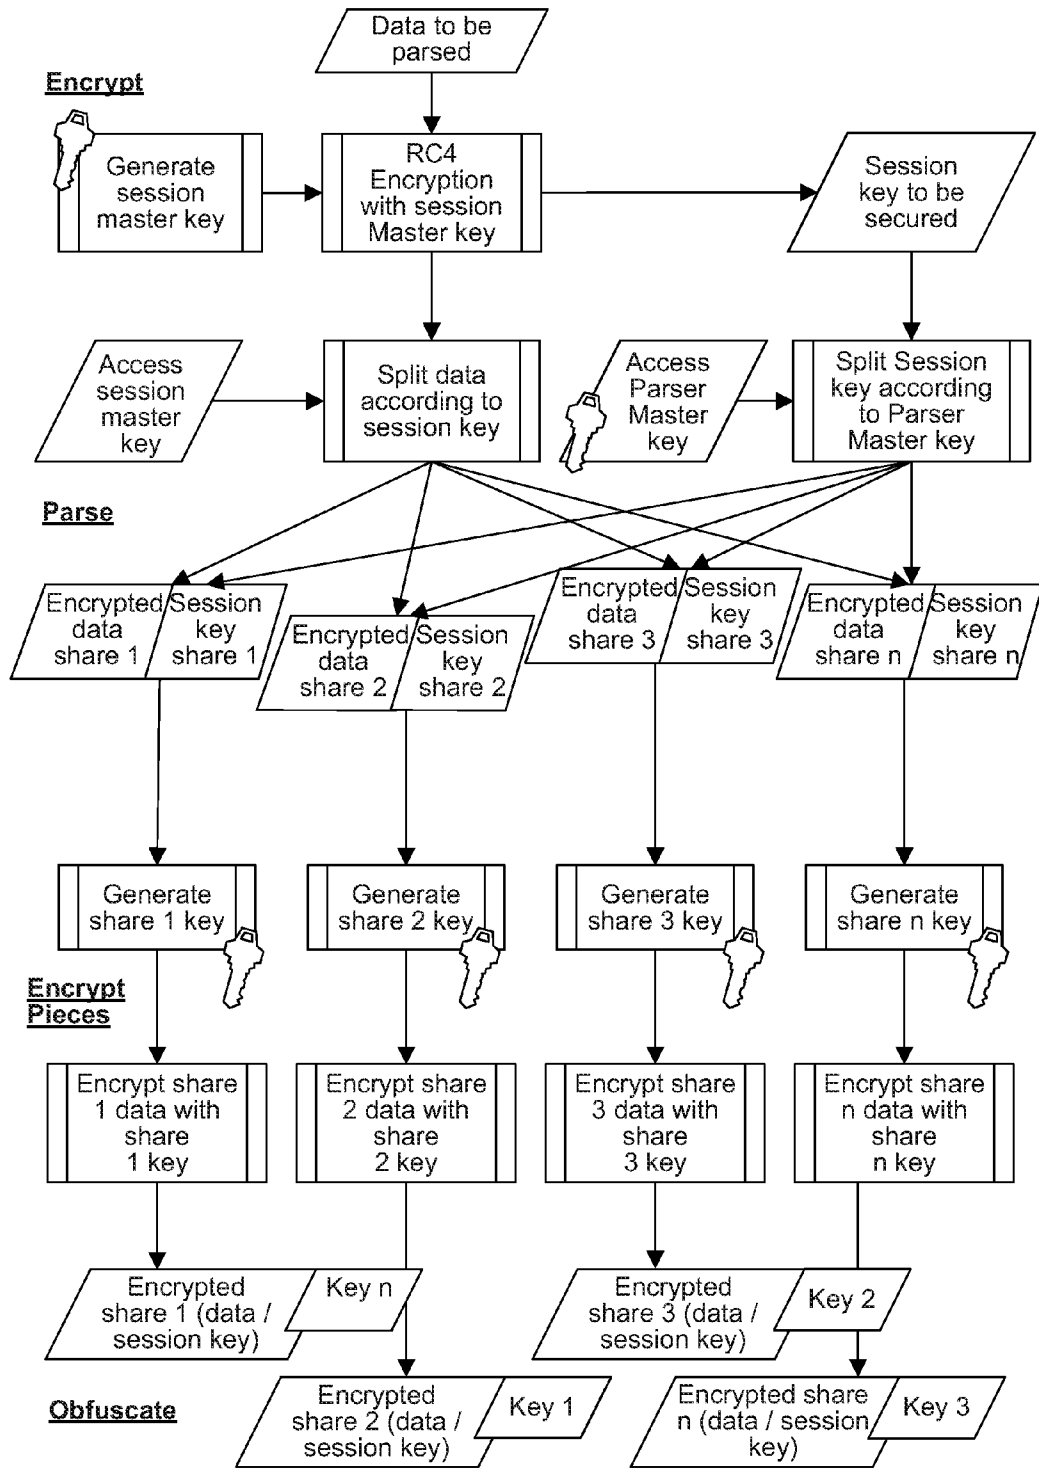 Data to be
parsed
Encrypt
Generate
session
master key
RC4
Encryption
with session
Master key
Session
key to be
secured
Access
session
master
key
Split data
according to
session key
Access
Parser
Master
key
Split Session
key according
to Parser
Master key
Parse
Encrypted
data
share 1
Session
key
share 1
Encrypted
data
share 2
Session
key
share 2
Encrypted
data
share 3
Session
key
share 3
Encrypted
data
share n
Session
key
share n
Generate
share 1 key
Generate
share 2 key
Generate
share 3 key
Generate
share n key
Encrypt
Pieces
Encrypt share
1 data with
share
1 key
Encrypt share
2 data with
share
2 key
Encrypt share
3 data with
share
3 key
Encrypt share
n data with
share
n key
Encrypted
share 1 (data /
session key)
Key n
Encrypted
share 3 (data /
session key)
Key 2
Obfuscate
Encrypted
share 2 (data /
session key)
Key 1
Encrypted share
n (data / session
key)
Key 3